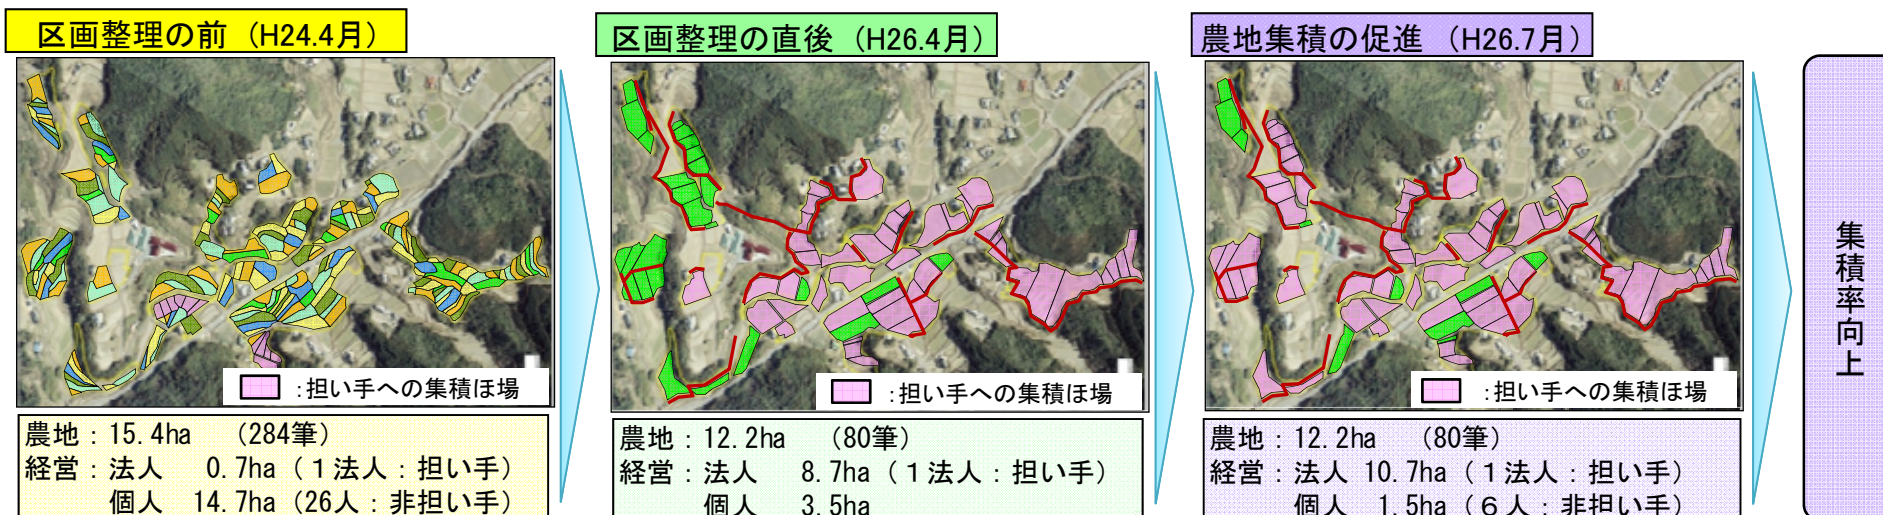 区画整理の前（H24.4月）
：担い手への集積ほ場
農地：15.4ha （284筆）
経営：法人 0.7ha（１法人：担い手）
個人 14.7ha（26人：非担い手）
区画整理の直後（H26.4月）
：担い手への集積ほ場
農地：12.2ha （80筆）
経営：法人 8.7ha（１法人：担い手）
個人 3.5ha
農地集積の促進（H26.7月）
：担い手への集積ほ場
農地：12.2ha （80筆）
経営：法人 10.7ha（１法人：担い手）
個人 1.5ha（６人：非担い手）
集積率向上